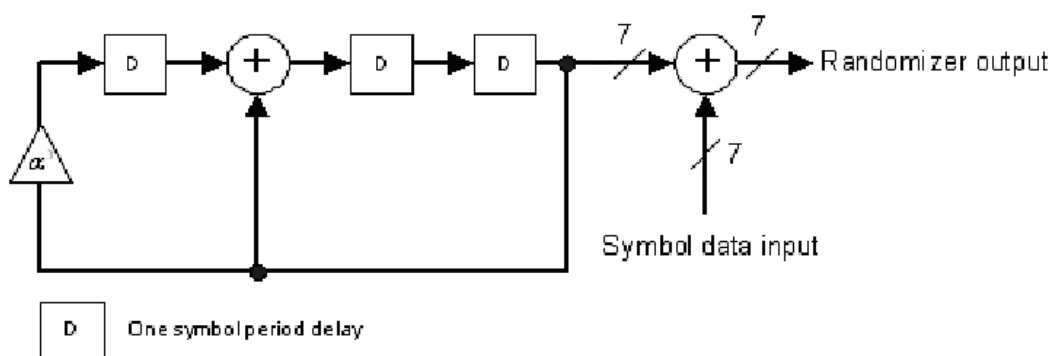 7 7
D + D D + Randomizer output
α
7
Symbol data input
D One symbol period delay